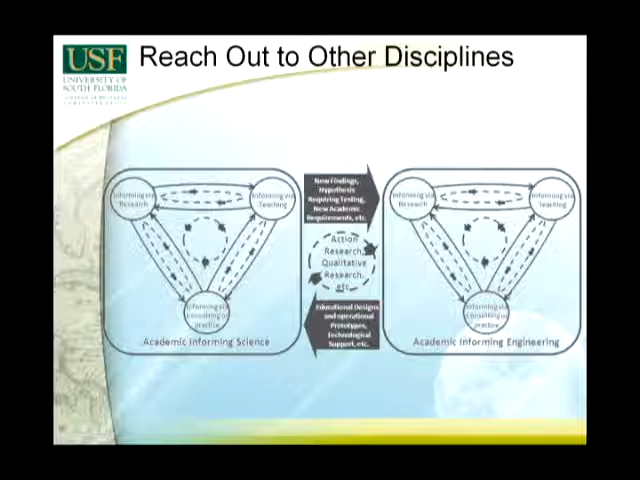 USF
UNIVERSITY OF
SOUTH FLORIDA
Reach Out to Other Disciplines
Informing via
Research
Informing via
Teaching
Informing via
consulting or
practice
Academic Informing Science
New Findings,
Hypothesis
Requiring Testing,
New Academic
Requirements, etc.
Action
Research,
Qualitative
Research,
etc.
Educational Designs
and operational
Prototypes,
Technological
Support, etc.
Informing via
Research
Informing via
Teaching
Informing via
consulting or
practice
Academic Informing Engineering